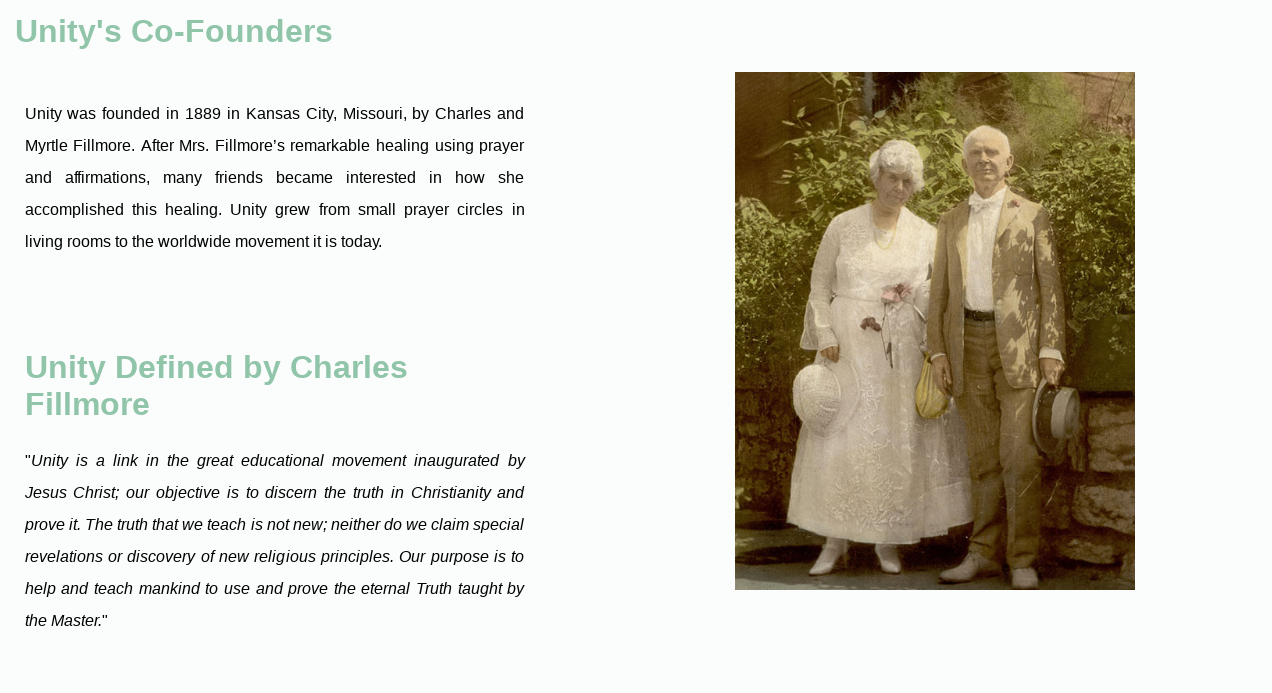 Unity's Co-Founders
Unity was founded in 1889 in Kansas City, Missouri, by Charles and
Myrtle Fillmore. After Mrs. Fillmore’s remarkable healing using prayer
and affirmations, many friends became interested in how she
accomplished this healing. Unity grew from small prayer circles in
living rooms to the worldwide movement it is today.
Unity Defined by Charles
Fillmore
"Unity is a link in the great educational movement inaugurated by
Jesus Christ; our objective is to discern the truth in Christianity and
prove it. The truth that we teach is not new; neither do we claim special
revelations or discovery of new religious principles. Our purpose is to
help and teach mankind to use and prove the eternal Truth taught by
the Master."